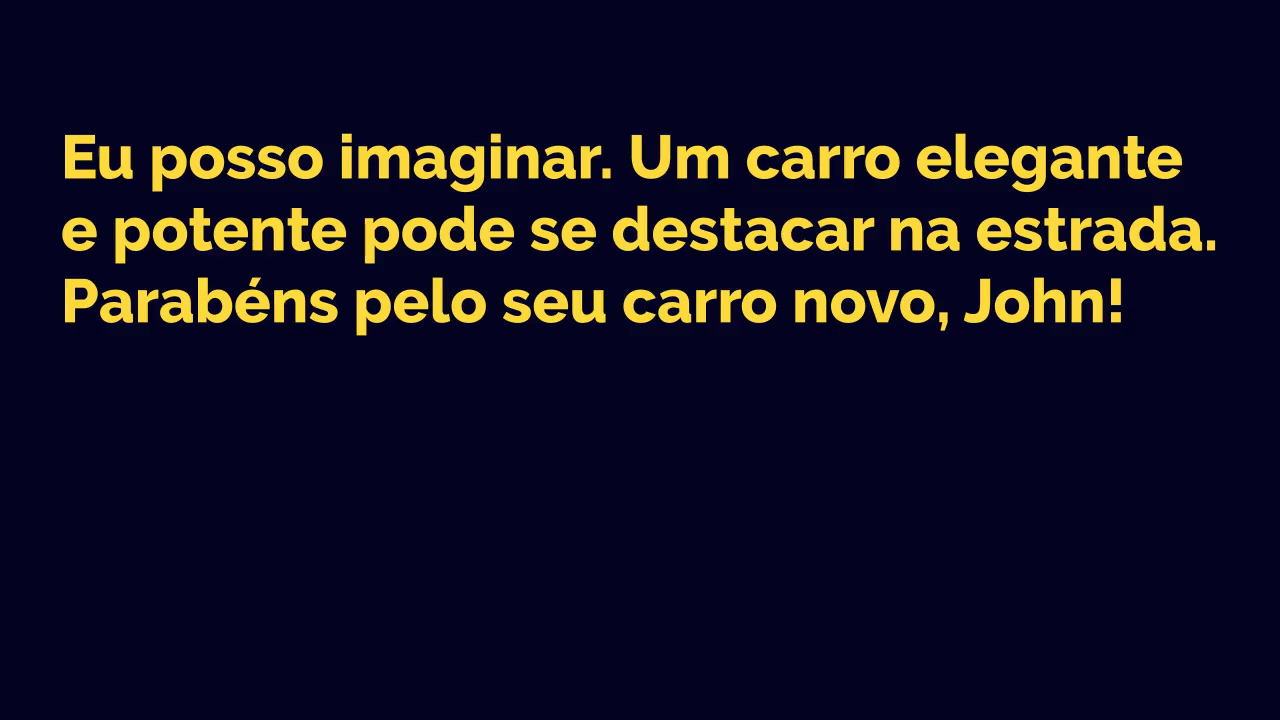 Eu posso imaginar. Um carro elegante
e potente pode se destacar na estrada.
Parabéns pelo seu carro novo, John!